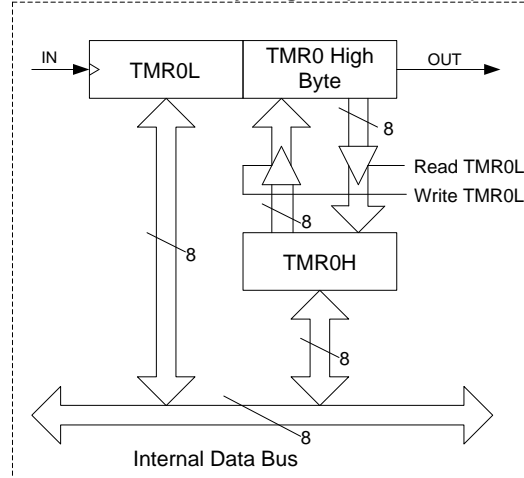 IN
TMR0L
TMR0 High
Byte
OUT
8
Read TMR0L
Write TMR0L
8
8
TMR0H
8
8
Internal Data Bus